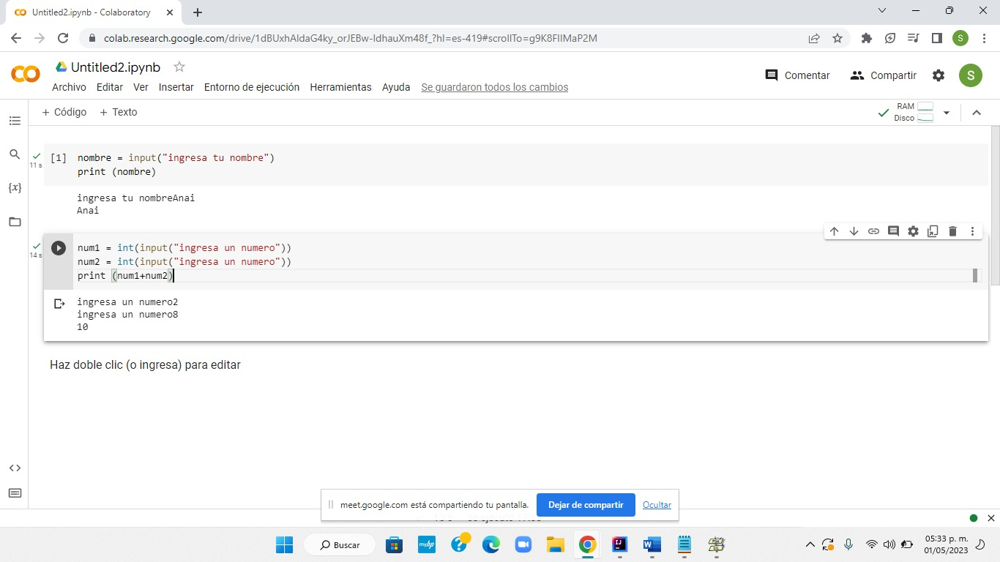 Untitled2.ipynb - Colaboratory
colab.research.google.com/drive/1dBUxhAldaG4ky_orJEBw-ldhauXm48f_?hl=es-419#scrollTo=g9K8FIIMaP2M
S
Untitled2.ipynb
Archivo Editar Ver Insertar Entorno de ejecución Herramientas Ayuda Se guardaron todos los cambios
Comentar Compartir S
+ Código + Texto
RAM
Disco
[1] nombre = input("ingresa tu nombre")
print (nombre)
11 s
ingresa tu nombreAnai
Anai
{x}
num1 = int(input("ingresa un numero"))
14 s
num2 = int(input("ingresa un numero"))
print (num1+num2)
ingresa un numero2
ingresa un numero8
10
Haz doble clic (o ingresa) para editar
meet.google.com está compartiendo tu pantalla. Dejar de compartir Ocultar
Buscar
myhp
IJ
W
05:33 p. m.
01/05/2023